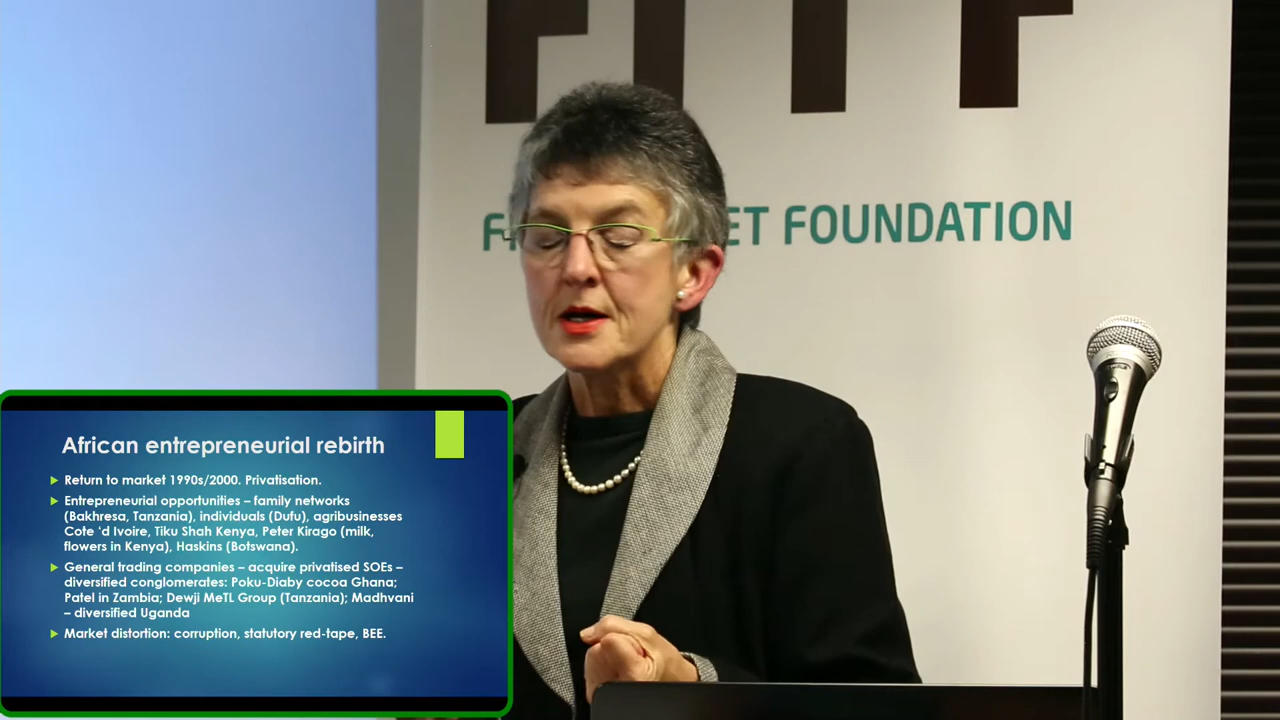 ET FOUNDATION
African entrepreneurial rebirth
Return to market 1990s/2000. Privatisation.
Entrepreneurial opportunities – family networks
(Bakhresa, Tanzania), individuals (Dufu), agribusinesses
Cote 'd Ivoire, Tiku Shah Kenya, Peter Kirago (milk,
flowers in Kenya), Haskins (Botswana).
General trading companies – acquire privatised SOEs –
diversified conglomerates: Poku-Diaby cocoa Ghana;
Patel in Zambia; Dewji MeTL Group (Tanzania); Madhvani
– diversified Uganda
Market distortion: corruption, statutory red-tape, BEE.